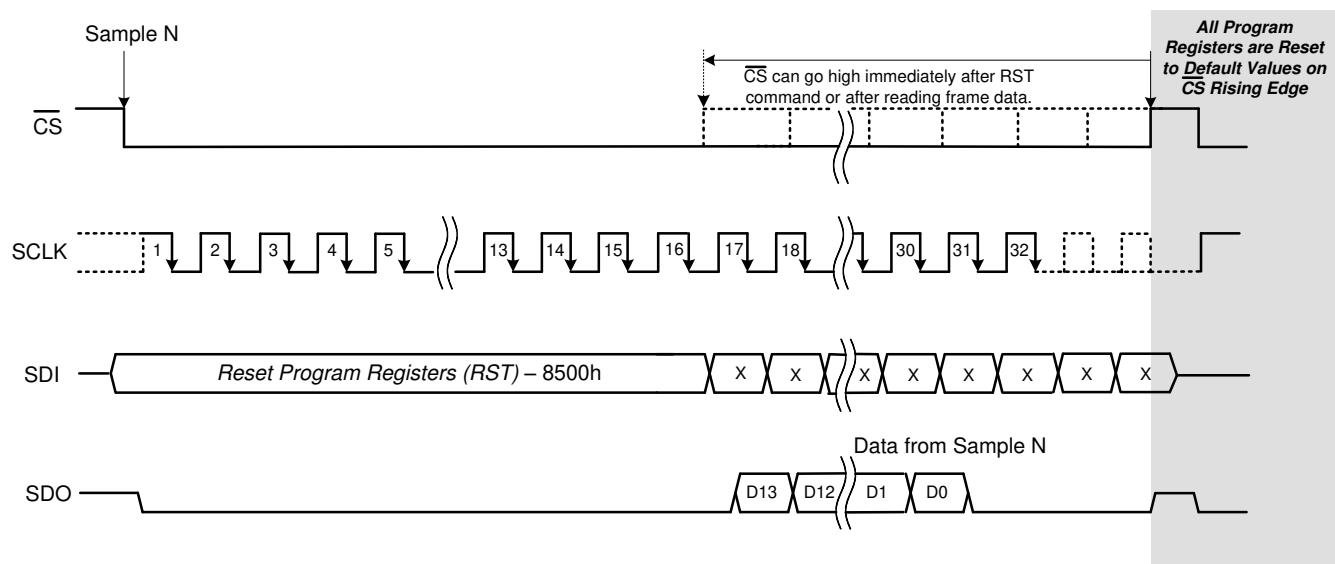 Sample N
All Program
Registers are Reset
to Default Values on
CS Rising Edge
CS can go high immediately after RST
command or after reading frame data.
CS
SCLK
1 2 3 4 5 13 14 15 16 17 18 30 31 32
SDI
Reset Program Registers (RST) – 8500h
X X X X X X X X
Data from Sample N
SDO
D13 D12 D1 D0